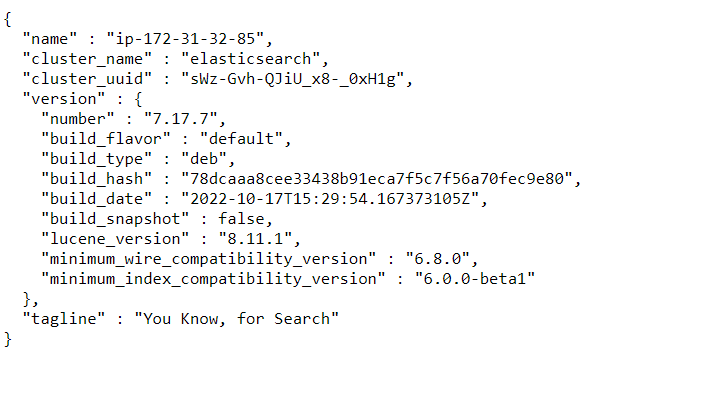 {
  "name" : "ip-172-31-32-85",
  "cluster_name" : "elasticsearch",
  "cluster_uuid" : "sWz-Gvh-QJiU_x8-_0xH1g",
  "version" : {
    "number" : "7.17.7",
    "build_flavor" : "default",
    "build_type" : "deb",
    "build_hash" : "78dcaaa8cee33438b91eca7f5c7f56a70fec9e80",
    "build_date" : "2022-10-17T15:29:54.167373105Z",
    "build_snapshot" : false,
    "lucene_version" : "8.11.1",
    "minimum_wire_compatibility_version" : "6.8.0",
    "minimum_index_compatibility_version" : "6.0.0-beta1"
  },
  "tagline" : "You Know, for Search"
}